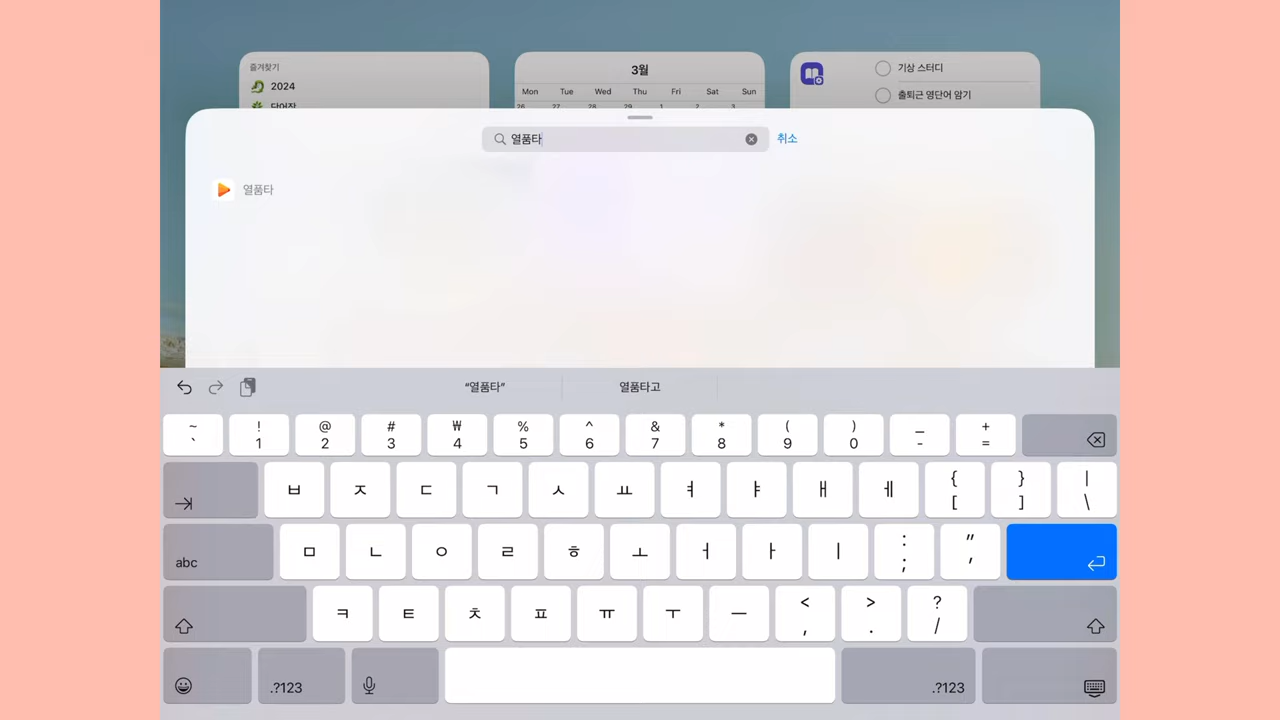 즐겨찾기
2024
단어장
3월
Mon Tue Wed Thu Fri Sat Sun
26 27 28 29 1 2 3
기상 스터디
출퇴근 영단어 암기
열품타
취소
열품타
“열품타” 열품타고
~ ! @ # ₩ % ^ & * ( ) _ +
` 1 2 3 4 5 6 7 8 9 0 - =
ㅂ ㅈ ㄷ ㄱ ㅅ ㅛ ㅕ ㅑ ㅐ ㅔ { } |
[ ] \
ㅁ ㄴ ㅇ ㄹ ㅎ ㅗ ㅓ ㅏ ㅣ : ”
abc ; ’
ㅋ ㅌ ㅊ ㅍ ㅠ ㅜ ㅡ < > ?
, . /
.?123 .?123